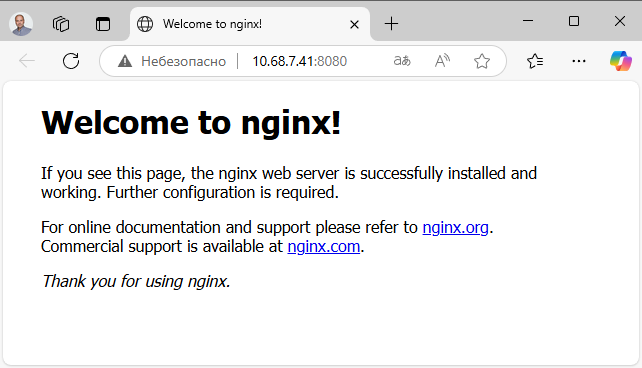 Welcome to nginx!
Небезопасно 10.68.7.41:8080 аあ A
Welcome to nginx!
If you see this page, the nginx web server is successfully installed and
working. Further configuration is required.
For online documentation and support please refer to nginx.org.
Commercial support is available at nginx.com.
Thank you for using nginx.